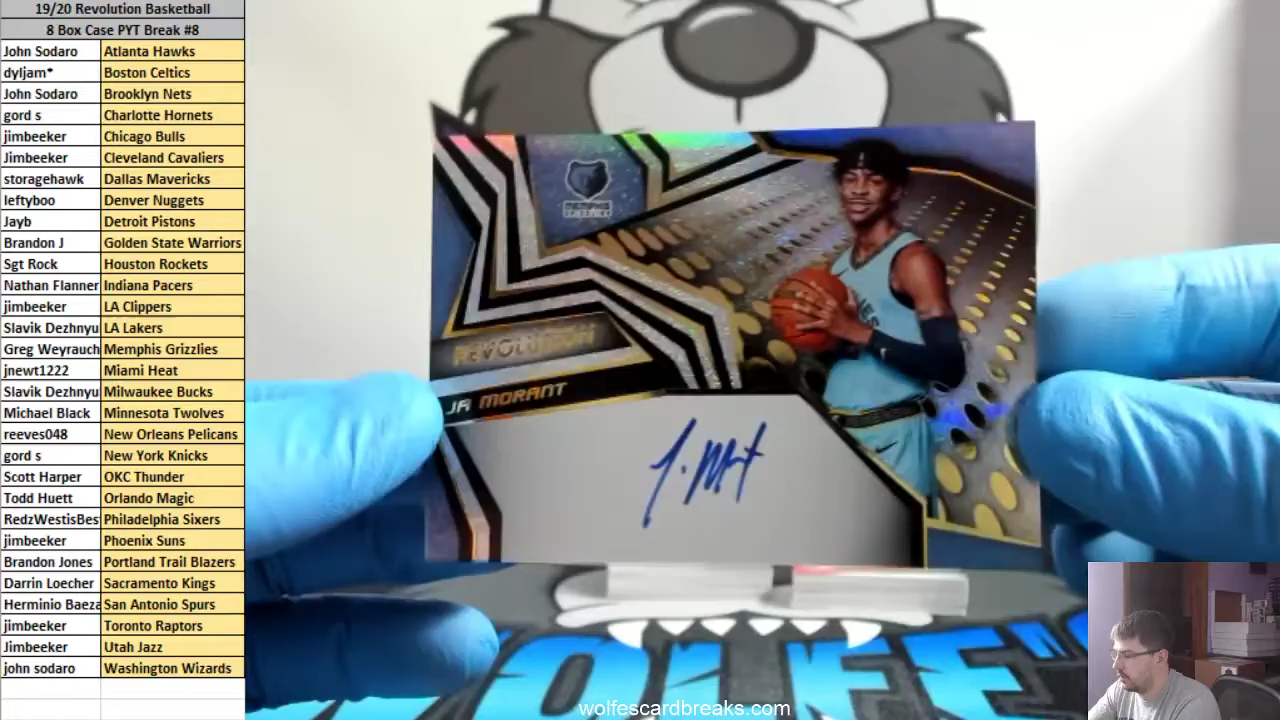 19/20 Revolution Basketball
8 Box Case PYT Break #8
John Sodaro Atlanta Hawks
dyljam* Boston Celtics
John Sodaro Brooklyn Nets
gord s Charlotte Hornets
jimbeeker Chicago Bulls
Jimbeeker Cleveland Cavaliers
storagehawk Dallas Mavericks
leftyboo Denver Nuggets
Jayb Detroit Pistons
Brandon J Golden State Warriors
Sgt Rock Houston Rockets
Nathan Flanner Indiana Pacers
jimbeeker LA Clippers
Slavik Dezhnyu LA Lakers
Greg Weyrauch Memphis Grizzlies
jnewt1222 Miami Heat
Slavik Dezhnyu Milwaukee Bucks
Michael Black Minnesota Twolves
reeves048 New Orleans Pelicans
gord s New York Knicks
Scott Harper OKC Thunder
Todd Huett Orlando Magic
RedzWestisBes Philadelphia Sixers
jimbeeker Phoenix Suns
Brandon Jones Portland Trail Blazers
Darrin Loecher Sacramento Kings
Herminio Baeza San Antonio Spurs
jimbeeker Toronto Raptors
Jimbeeker Utah Jazz
john sodaro Washington Wizards
REVOLUTION
JA MORANT
J. Mort
WOLFE'S
wolfescardbreaks.com